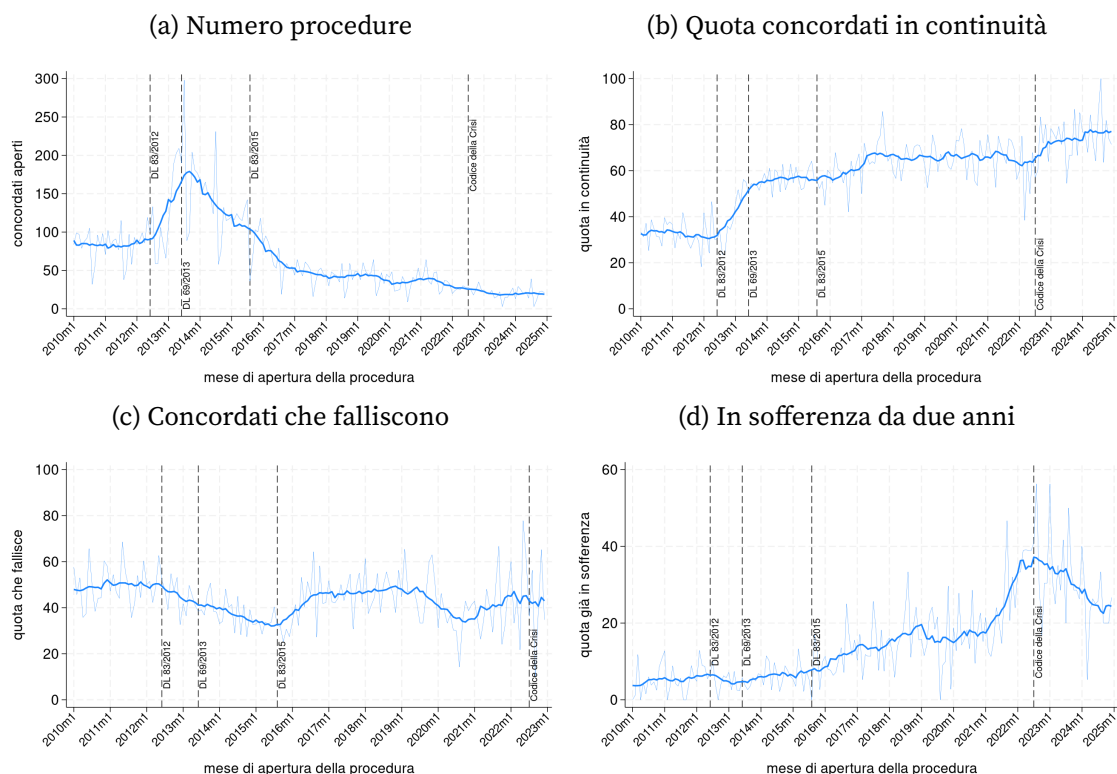 (a) Numero procedure
concordati aperti
300
250
200
150
100
50
0
DL 83/2012
DL 69/2013
DL 83/2015
Codice della Crisi
2010m1
2011m1
2012m1
2013m1
2014m1
2015m1
2016m1
2017m1
2018m1
2019m1
2020m1
2021m1
2022m1
2023m1
2024m1
2025m1
mese di apertura della procedura
(b) Quota concordati in continuità
quota in continuità
100
80
60
40
20
0
DL 83/2012
DL 69/2013
DL 83/2015
Codice della Crisi
2010m1
2011m1
2012m1
2013m1
2014m1
2015m1
2016m1
2017m1
2018m1
2019m1
2020m1
2021m1
2022m1
2023m1
2024m1
2025m1
mese di apertura della procedura
(c) Concordati che falliscono
quota che fallisce
100
80
60
40
20
0
DL 83/2012
DL 69/2013
DL 83/2015
Codice della Crisi
2010m1
2011m1
2012m1
2013m1
2014m1
2015m1
2016m1
2017m1
2018m1
2019m1
2020m1
2021m1
2022m1
2023m1
mese di apertura della procedura
(d) In sofferenza da due anni
quota già in sofferenza
60
40
20
0
DL 83/2012
DL 69/2013
DL 83/2015
Codice della Crisi
2010m1
2011m1
2012m1
2013m1
2014m1
2015m1
2016m1
2017m1
2018m1
2019m1
2020m1
2021m1
2022m1
2023m1
2024m1
2025m1
mese di apertura della procedura